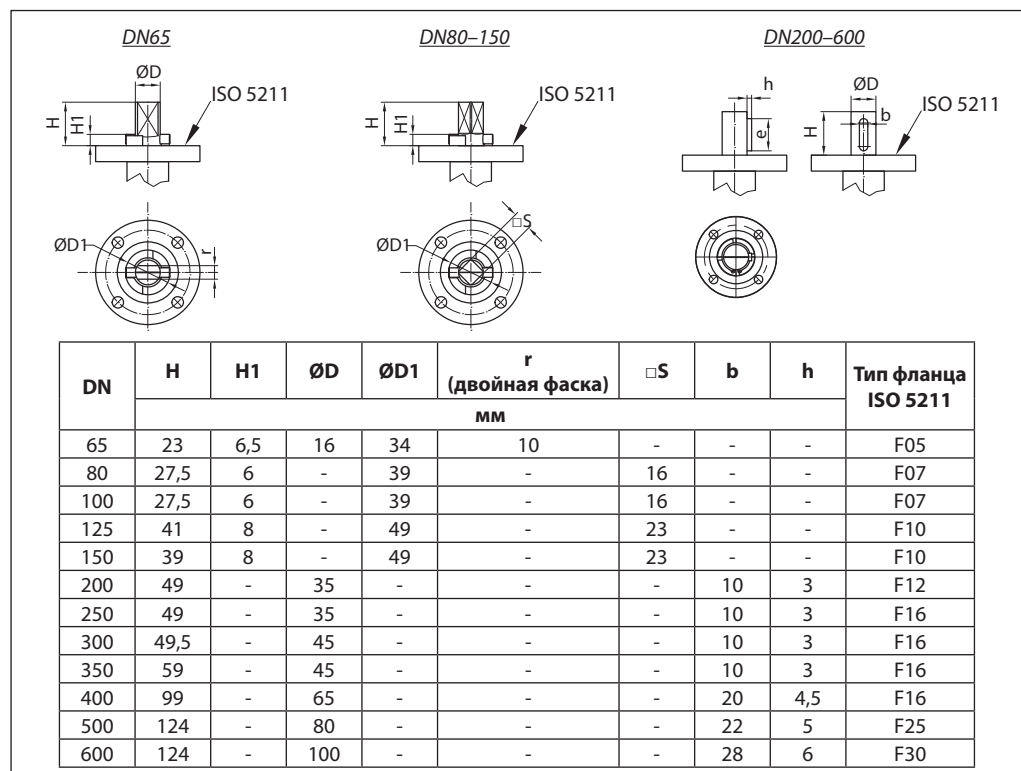 DN65
DN80–150
DN200–600
ØD
ISO 5211
H
H1
ØD1
r
ISO 5211
H
H1
ØD1
□S
h
e
ØD
b
H
ISO 5211
DN H H1 ØD ØD1 r (двойная фаска) □S b h Тип фланца ISO 5211
мм
65 23 6,5 16 34 10 - - - F05
80 27,5 6 - 39 - 16 - - F07
100 27,5 6 - 39 - 16 - - F07
125 41 8 - 49 - 23 - - F10
150 39 8 - 49 - 23 - - F10
200 49 - 35 - - - 10 3 F12
250 49 - 35 - - - 10 3 F16
300 49,5 - 45 - - - 10 3 F16
350 59 - 45 - - - 10 3 F16
400 99 - 65 - - - 20 4,5 F16
500 124 - 80 - - - 22 5 F25
600 124 - 100 - - - 28 6 F30